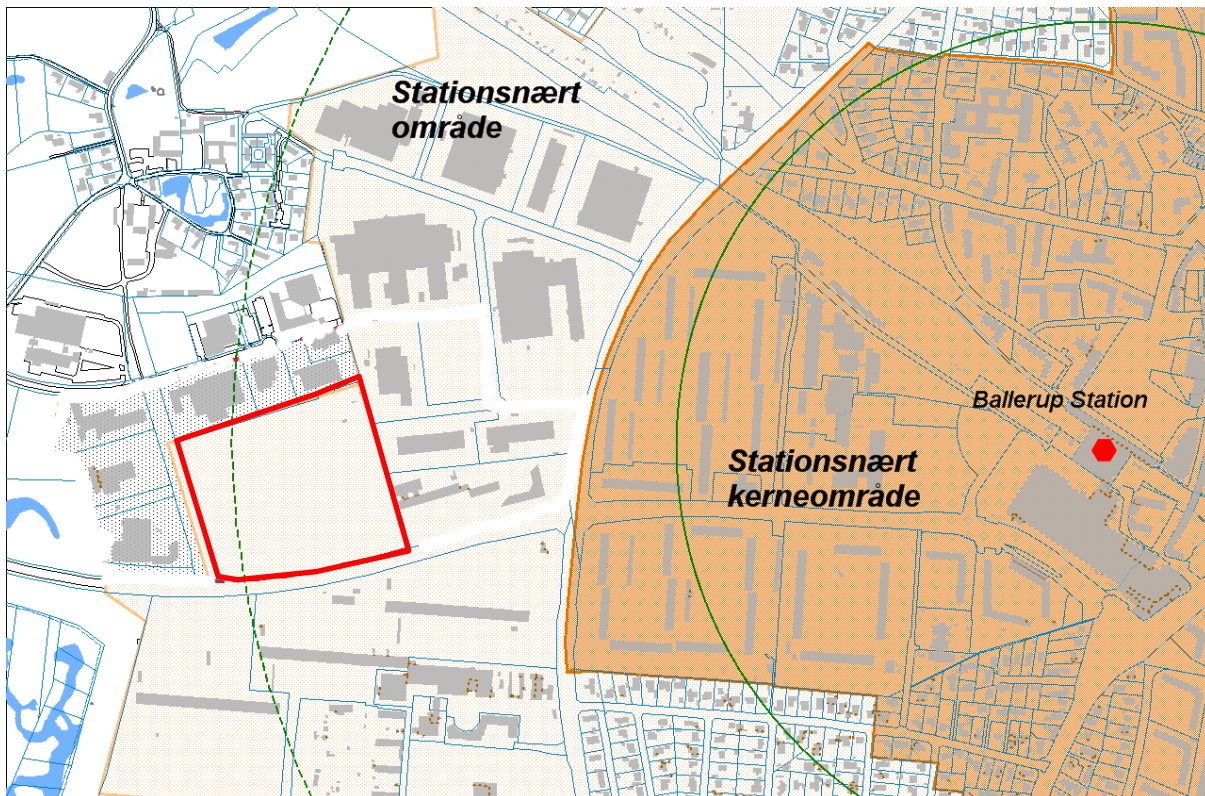 Stationsnært
område
Ballerup Station
Stationsnært
kerneområde